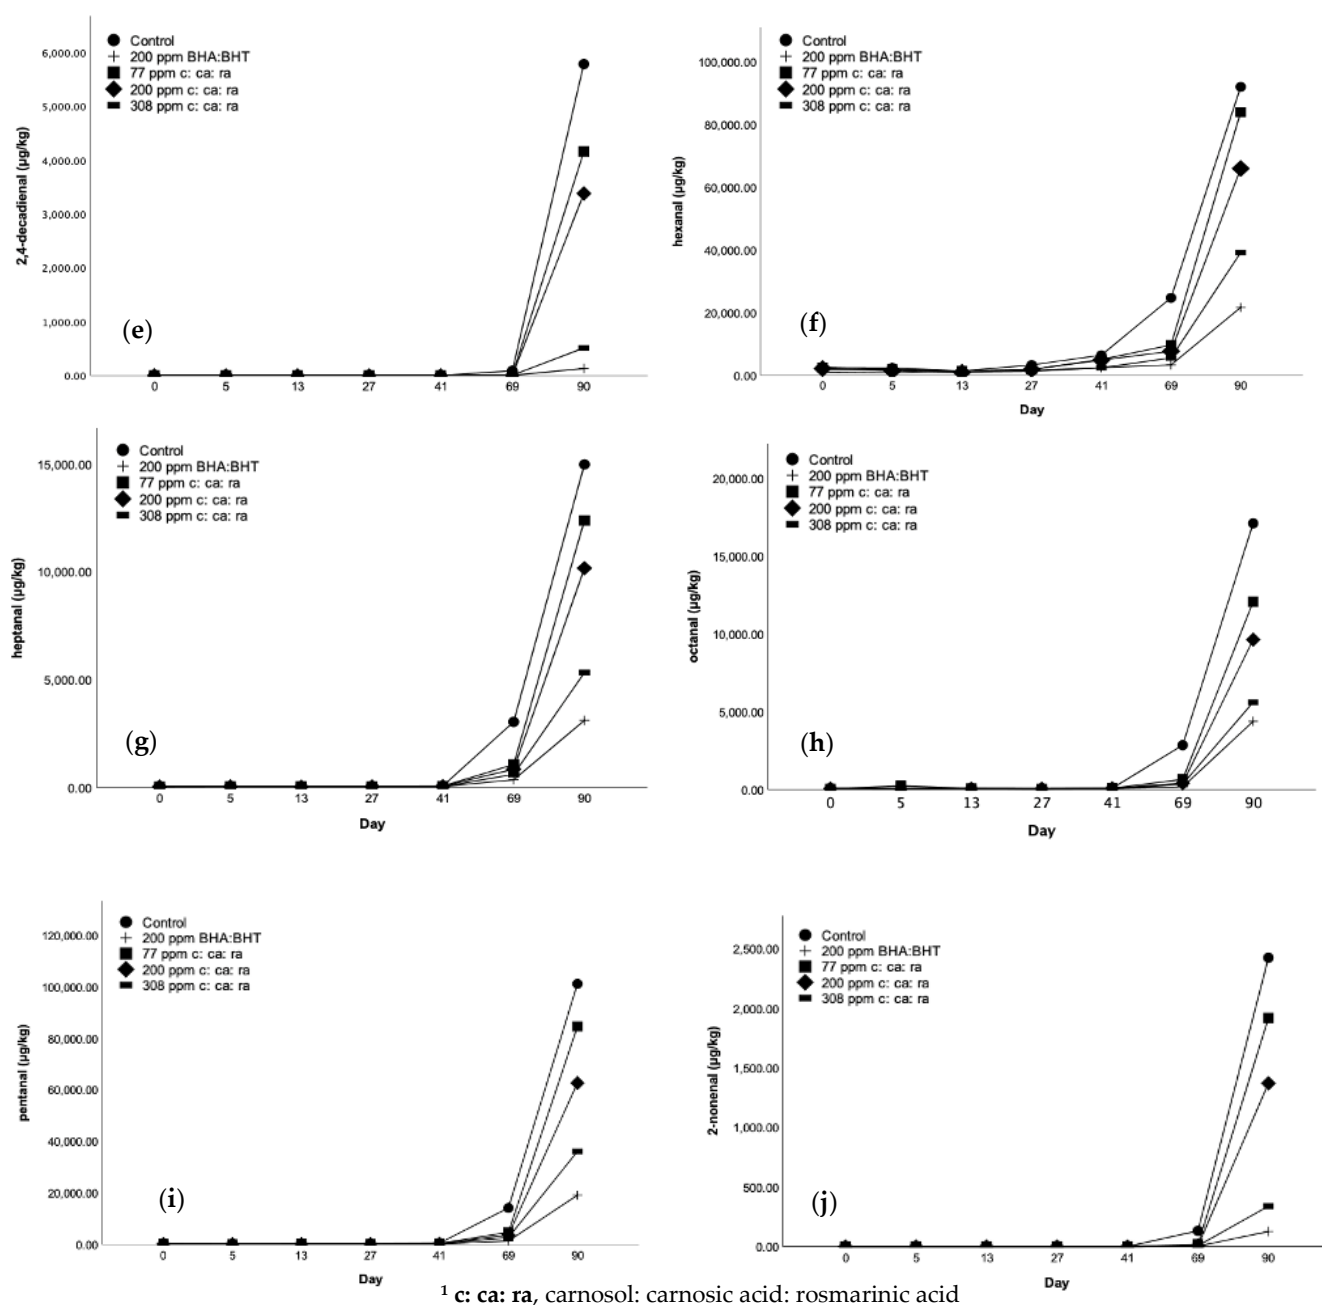 Control
200 ppm BHA:BHT
77 ppm c: ca: ra
200 ppm c: ca: ra
308 ppm c: ca: ra
6,000.00
5,000.00
4,000.00
3,000.00
2,000.00
1,000.00
0.00
2,4-decadienal (µg/kg)
(e)
0 5 13 27 41 69 90
Control
200 ppm BHA:BHT
77 ppm c: ca: ra
200 ppm c: ca: ra
308 ppm c: ca: ra
100,000.00
80,000.00
60,000.00
40,000.00
20,000.00
0.00
hexanal (µg/kg)
(f)
0 5 13 27 41 69 90
Day
Control
200 ppm BHA:BHT
77 ppm c: ca: ra
200 ppm c: ca: ra
308 ppm c: ca: ra
15,000.00
10,000.00
5,000.00
0.00
heptanal (µg/kg)
(g)
0 5 13 27 41 69 90
Day
Control
200 ppm BHA:BHT
77 ppm c: ca: ra
200 ppm c: ca: ra
308 ppm c: ca: ra
20,000.00
15,000.00
10,000.00
5,000.00
0.00
octanal (µg/kg)
(h)
0 5 13 27 41 69 90
Day
Control
200 ppm BHA:BHT
77 ppm c: ca: ra
200 ppm c: ca: ra
308 ppm c: ca: ra
120,000.00
100,000.00
80,000.00
60,000.00
40,000.00
20,000.00
0.00
pentanal (µg/kg)
(i)
0 5 13 27 41 69 90
Day
Control
200 ppm BHA:BHT
77 ppm c: ca: ra
200 ppm c: ca: ra
308 ppm c: ca: ra
2,500.00
2,000.00
1,500.00
1,000.00
500.00
0.00
2-nonenal (µg/kg)
(j)
0 5 13 27 41 69 90
Day
¹ c: ca: ra, carnosol: carnosic acid: rosmarinic acid